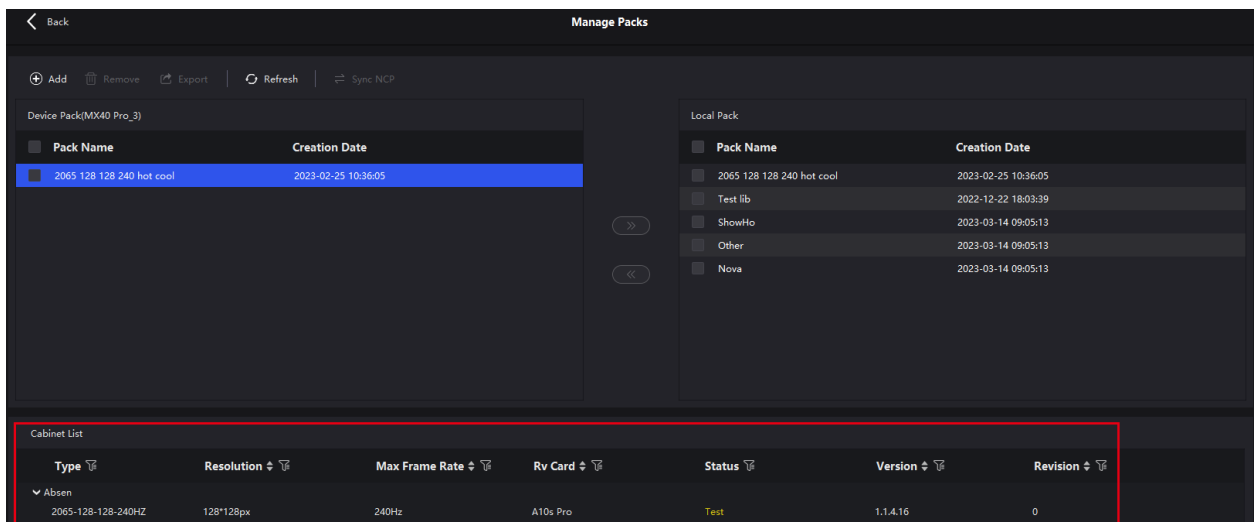 Back
Manage Packs
Add Remove Export Refresh Sync NCP
Device Pack(MX40 Pro_3)
Pack Name Creation Date
2065 128 128 240 hot cool 2023-02-25 10:36:05
Local Pack
Pack Name Creation Date
2065 128 128 240 hot cool 2023-02-25 10:36:05
Test lib 2022-12-22 18:03:39
ShowHo 2023-03-14 09:05:13
Other 2023-03-14 09:05:13
Nova 2023-03-14 09:05:13
Cabinet List
Type Resolution Max Frame Rate Rv Card Status Version Revision
Absen
2065-128-128-240HZ 128*128px 240Hz A10s Pro Test 1.1.4.16 0